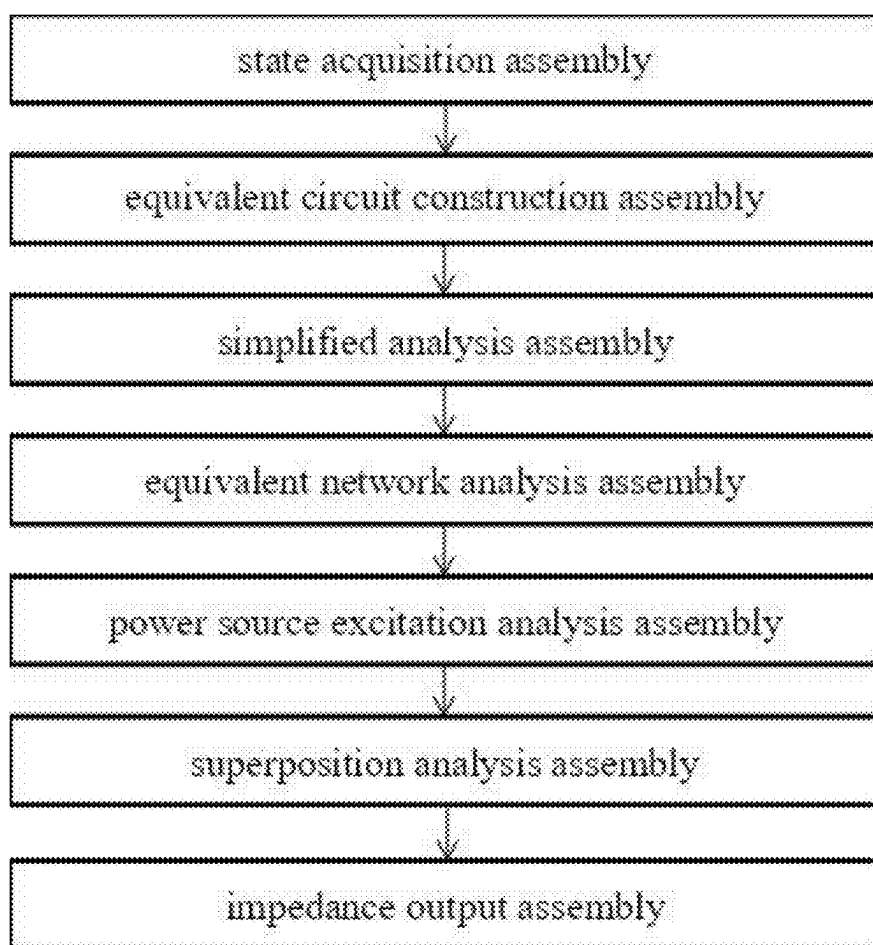 state acquisition assembly
equivalent circuit construction assembly
simplified analysis assembly
equivalent network analysis assembly
power source excitation analysis assembly
superposition analysis assembly
impedance output assembly